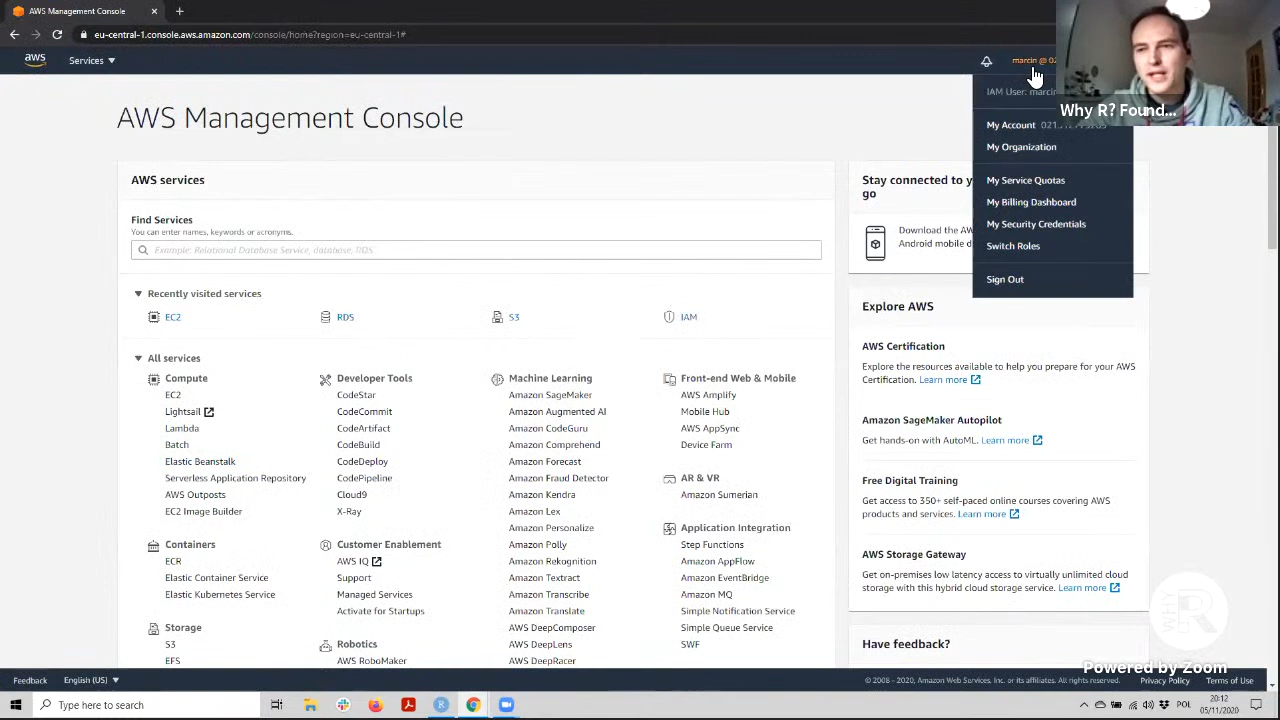 AWS Management Console
eu-central-1.console.aws.amazon.com/console/home?region=eu-central-1#
aws
Services
marcin @ 02
IAM User: marcin
Why R? Found...
My Account
My Organization
My Service Quotas
My Billing Dashboard
My Security Credentials
Switch Roles
Sign Out
AWS Management Console
AWS services
Find Services
You can enter names, keywords or acronyms.
Example: Relational Database Service, database, RDS
Recently visited services
EC2
RDS
S3
IAM
All services
Compute
EC2
Lightsail
Lambda
Batch
Elastic Beanstalk
Serverless Application Repository
AWS Outposts
EC2 Image Builder
Containers
ECR
Elastic Container Service
Elastic Kubernetes Service
Storage
S3
EFS
Developer Tools
CodeStar
CodeCommit
CodeArtifact
CodeBuild
CodeDeploy
CodePipeline
Cloud9
X-Ray
Customer Enablement
AWS IQ
Support
Managed Services
Activate for Startups
Robotics
AWS RoboMaker
Machine Learning
Amazon SageMaker
Amazon Augmented AI
Amazon CodeGuru
Amazon Comprehend
Amazon Forecast
Amazon Fraud Detector
Amazon Kendra
Amazon Lex
Amazon Personalize
Amazon Polly
Amazon Rekognition
Amazon Textract
Amazon Transcribe
Amazon Translate
AWS DeepComposer
AWS DeepLens
AWS DeepRacer
Front-end Web & Mobile
AWS Amplify
Mobile Hub
AWS AppSync
Device Farm
AR & VR
Amazon Sumerian
Application Integration
Step Functions
Amazon AppFlow
Amazon EventBridge
Amazon MQ
Simple Notification Service
Simple Queue Service
SWF
Stay connected to yo
go
Download the AW
Android mobile d
Explore AWS
AWS Certification
Explore the resources available to help you prepare for your AWS
Certification. Learn more
Amazon SageMaker Autopilot
Get hands-on with AutoML. Learn more
Free Digital Training
Get access to 350+ self-paced online courses covering AWS
products and services. Learn more
AWS Storage Gateway
Get on-premises low latency access to virtually unlimited cloud
storage with this hybrid cloud storage service. Learn more
Have feedback?
WHY R
Powered by Zoom
Feedback
English (US)
© 2008 - 2020, Amazon Web Services, Inc. or its affiliates. All rights reserved.
Privacy Policy
Terms of Use
Type here to search
POL
20:12
05/11/2020